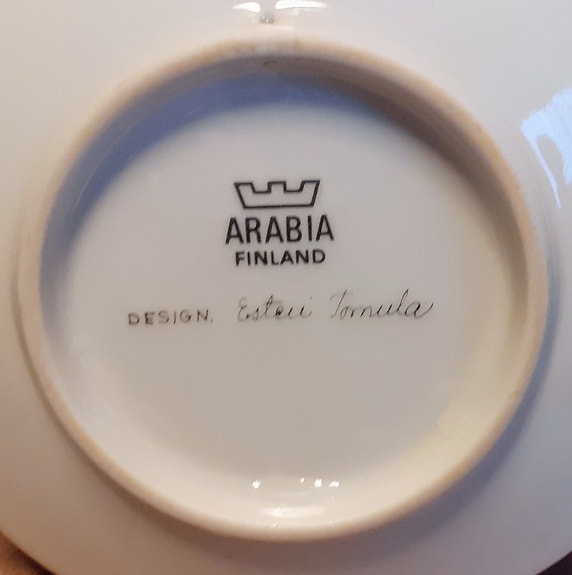 ARABIA
FINLAND
DESIGN. Esteri Tomula